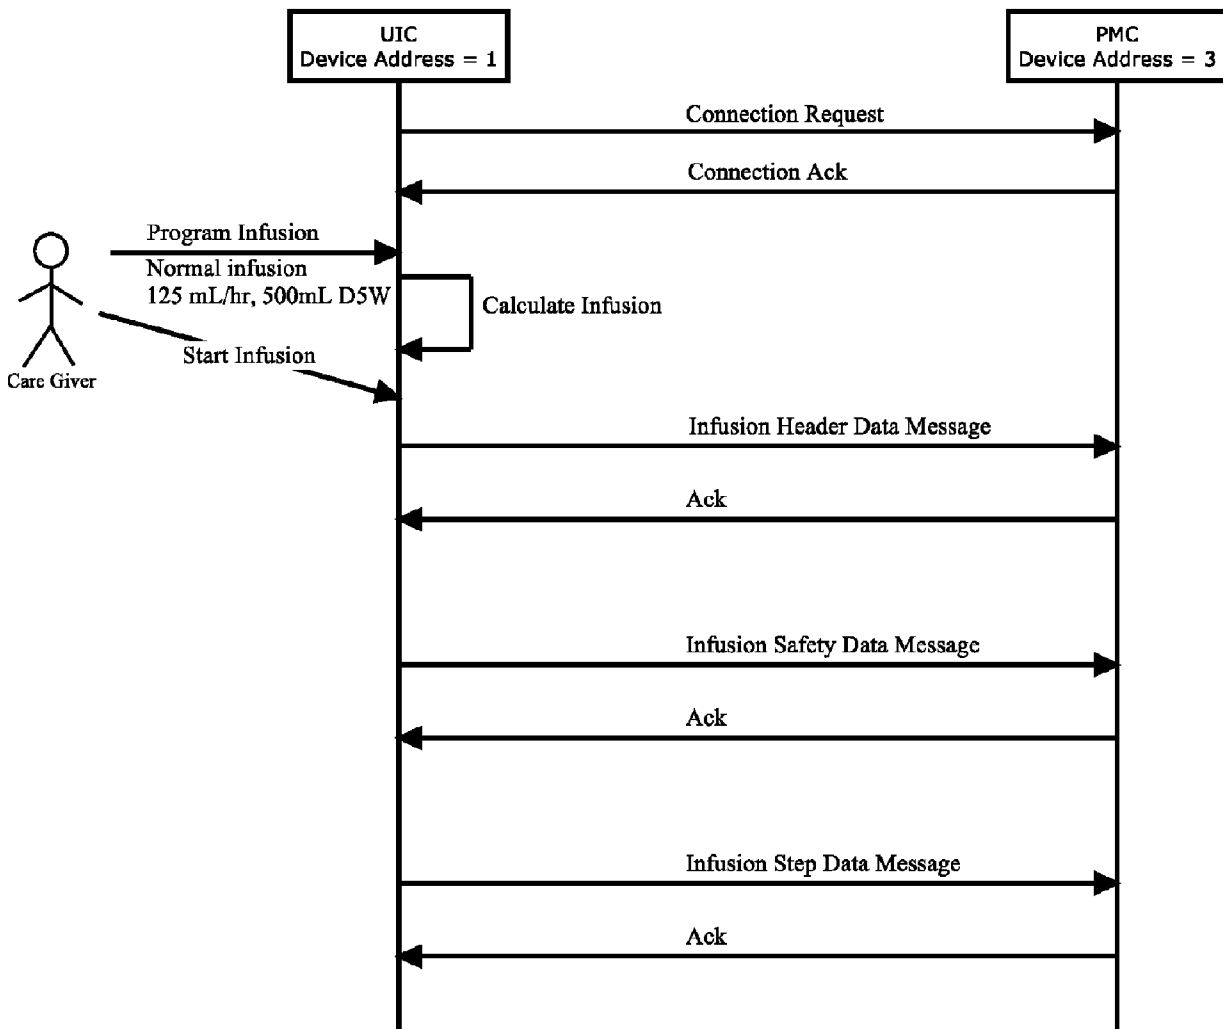 UIC
Device Address = 1
PMC
Device Address = 3
Connection Request
Connection Ack
Program Infusion
Normal infusion
125 mL/hr, 500mL D5W
Calculate Infusion
Start Infusion
Care Giver
Infusion Header Data Message
Ack
Infusion Safety Data Message
Ack
Infusion Step Data Message
Ack